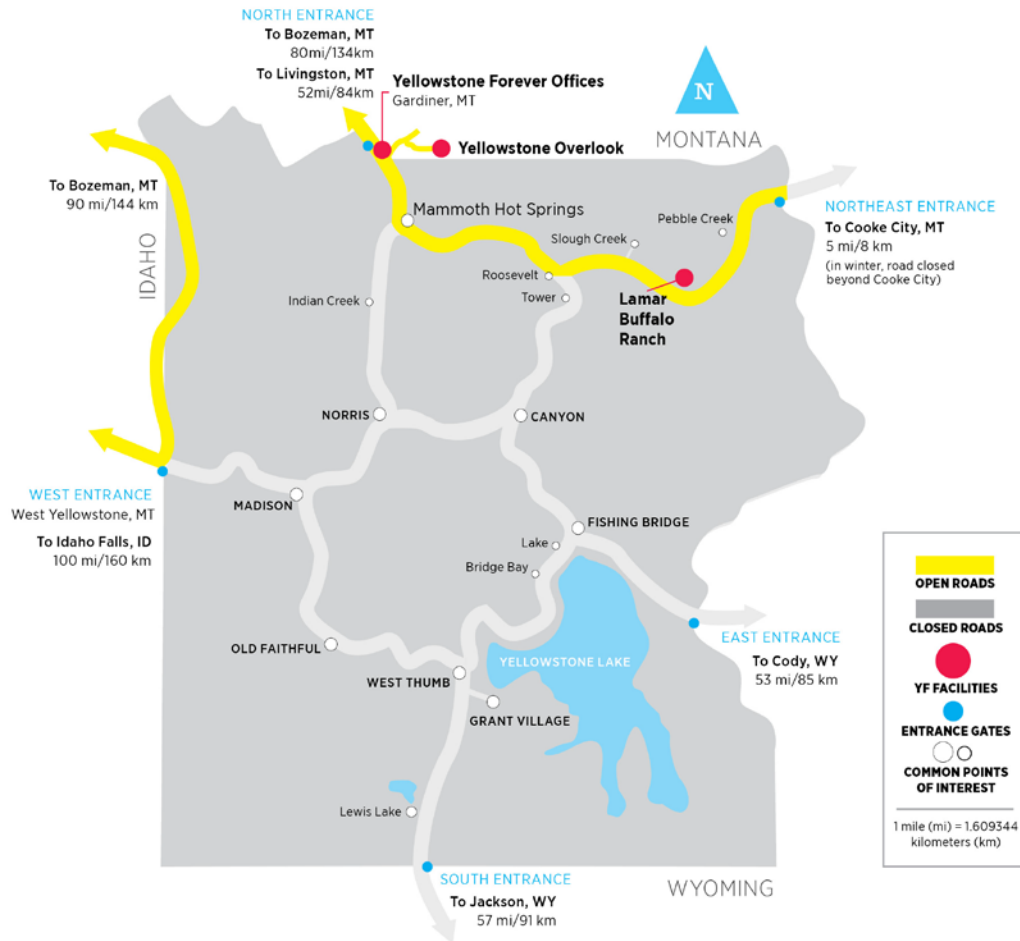 NORTH ENTRANCE
To Bozeman, MT
80mi/134km
To Livingston, MT
52mi/84km
Yellowstone Forever Offices
Gardiner, MT
N
MONTANA
Yellowstone Overlook
To Bozeman, MT
90 mi/144 km
IDAHO
Mammoth Hot Springs
Pebble Creek
Slough Creek
NORTHEAST ENTRANCE
To Cooke City, MT
5 mi/8 km
(in winter, road closed
beyond Cooke City)
Roosevelt
Tower
Indian Creek
Lamar
Buffalo
Ranch
NORRIS
CANYON
WEST ENTRANCE
West Yellowstone, MT
To Idaho Falls, ID
100 mi/160 km
MADISON
FISHING BRIDGE
Lake
Bridge Bay
OLD FAITHFUL
YELLOWSTONE LAKE
EAST ENTRANCE
To Cody, WY
53 mi/85 km
WEST THUMB
GRANT VILLAGE
Lewis Lake
SOUTH ENTRANCE
To Jackson, WY
57 mi/91 km
WYOMING
OPEN ROADS
CLOSED ROADS
YF FACILITIES
ENTRANCE GATES
COMMON POINTS
OF INTEREST
1 mile (mi) = 1.609344
kilometers (km)